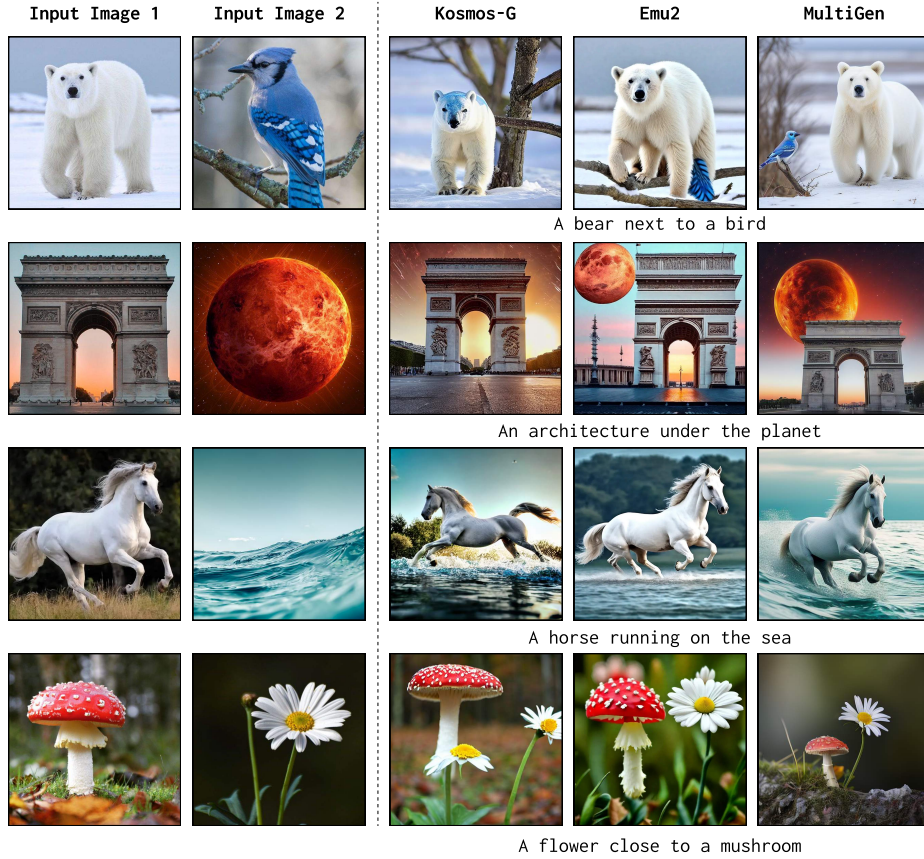 Input Image 1 Input Image 2 Kosmos-G Emu2 MultiGen
A bear next to a bird
An architecture under the planet
A horse running on the sea
A flower close to a mushroom